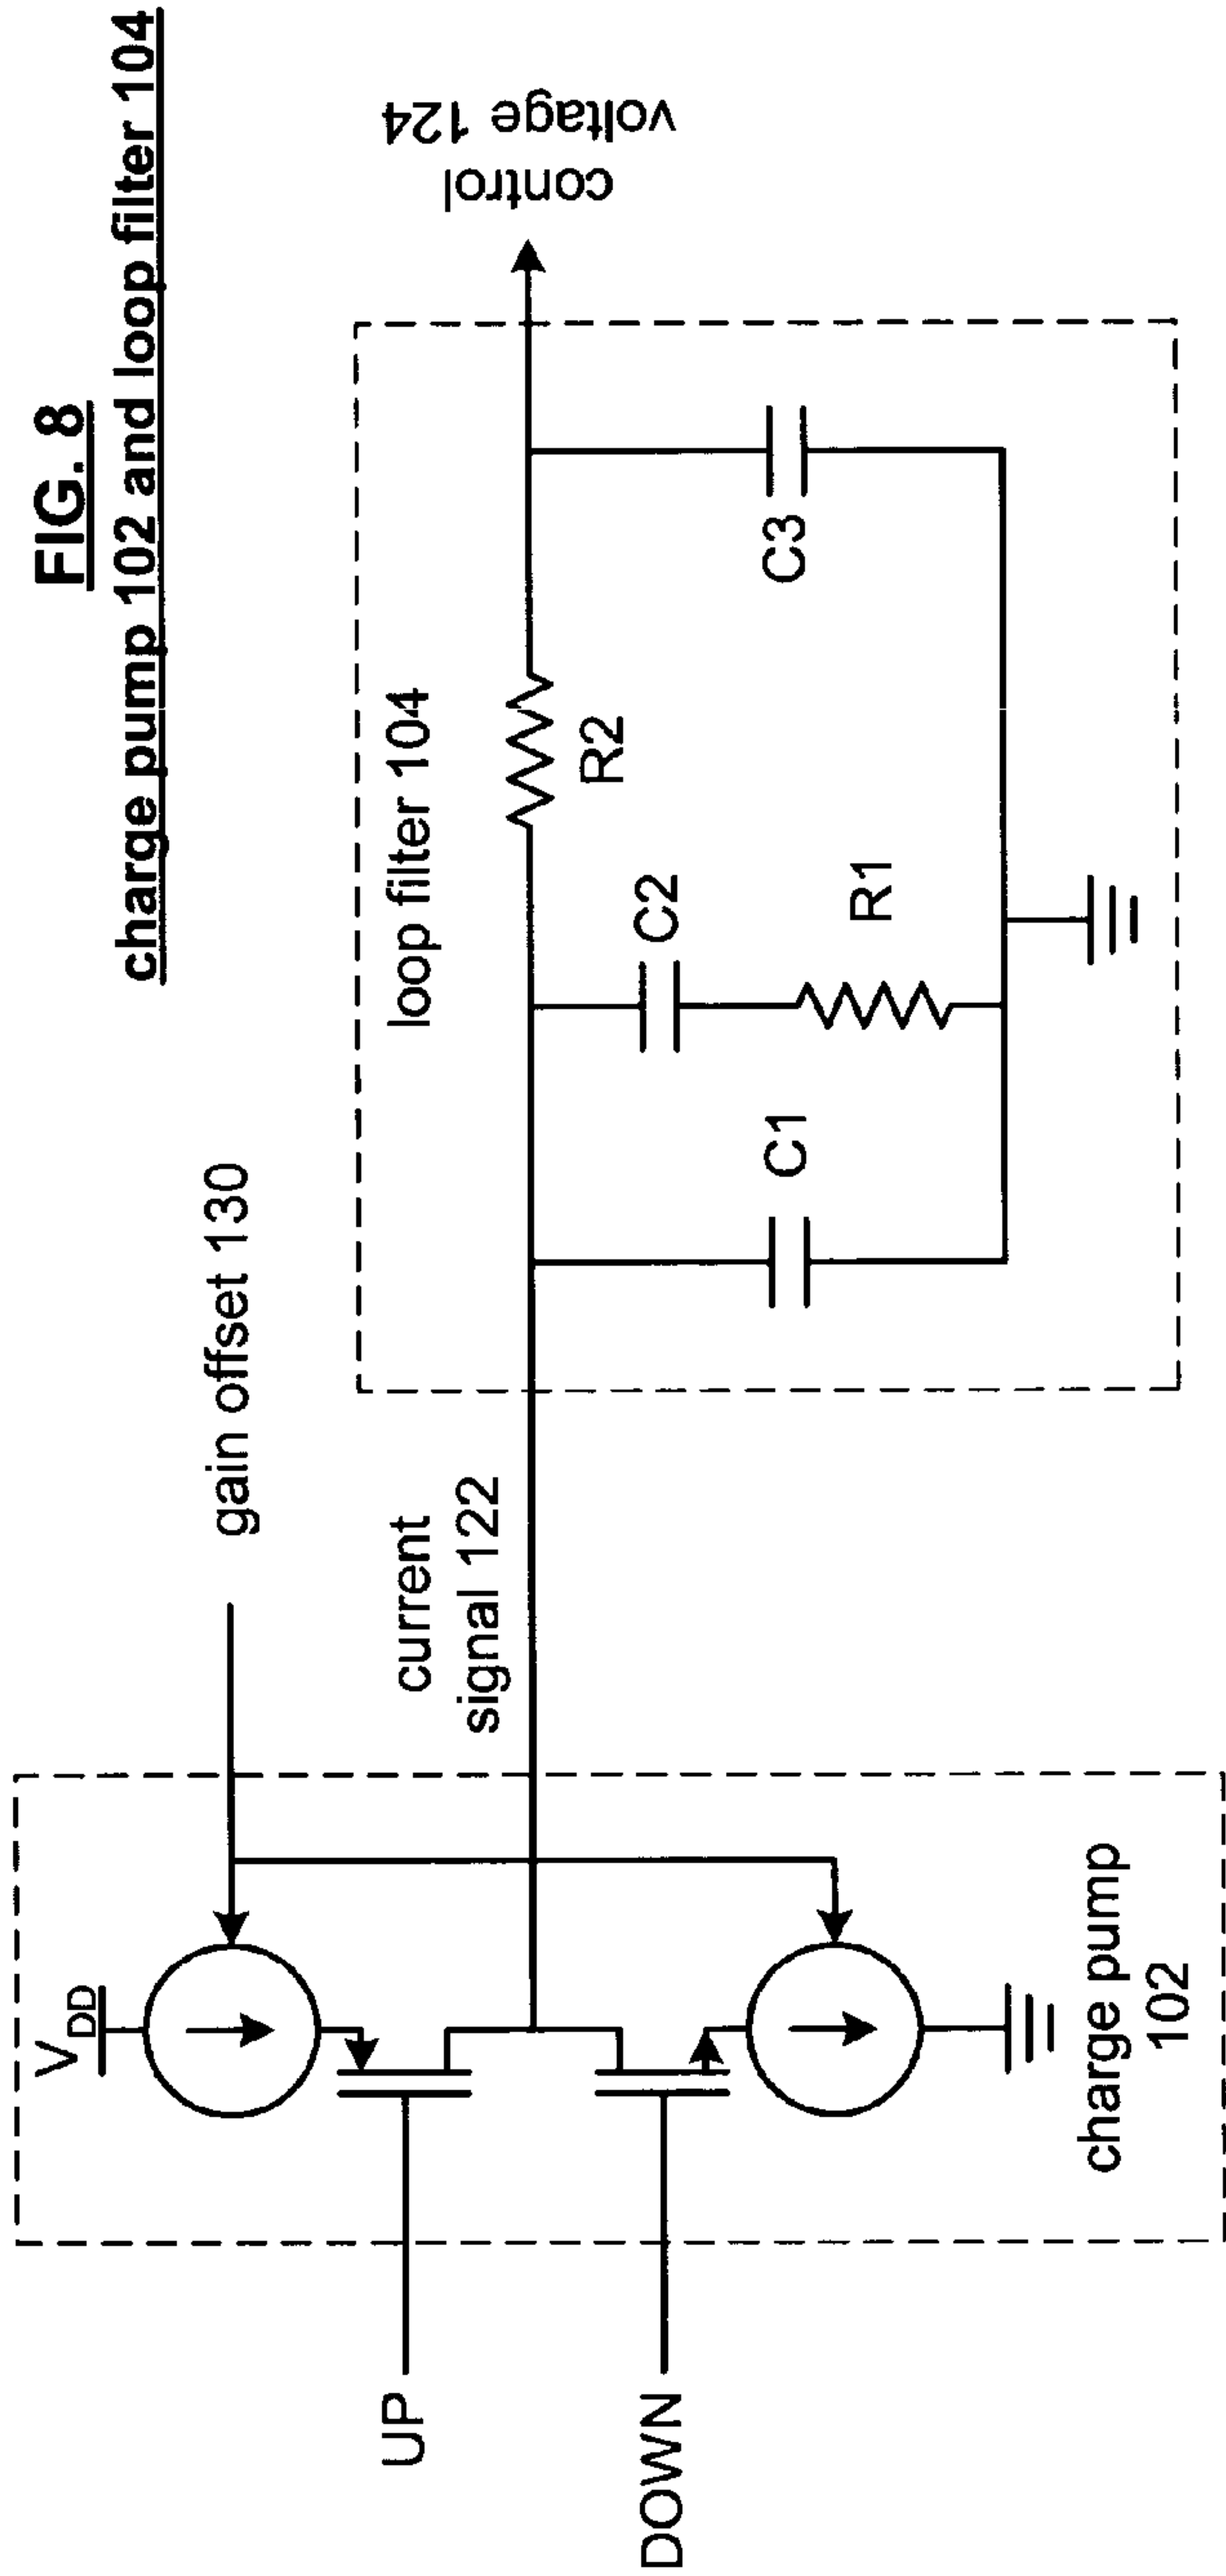 FIG. 8
charge pump 102 and loop filter 104
gain offset 130
VDD
UP
DOWN
charge pump
102
current
signal 122
loop filter 104
C1
C2
R1
R2
C3
control
voltage 124